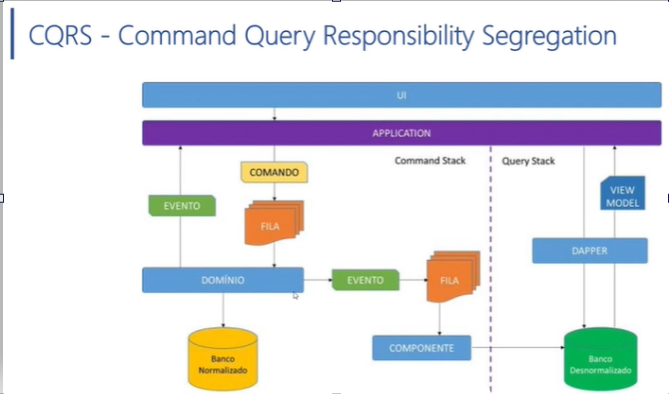 CQRS - Command Query Responsibility Segregation
UI
APPLICATION
Command Stack
Query Stack
COMANDO
EVENTO
VIEW
MODEL
FILA
DAPPER
DOMÍNIO
EVENTO
FILA
COMPONENTE
Banco
Normalizado
Banco
Desnormalizado